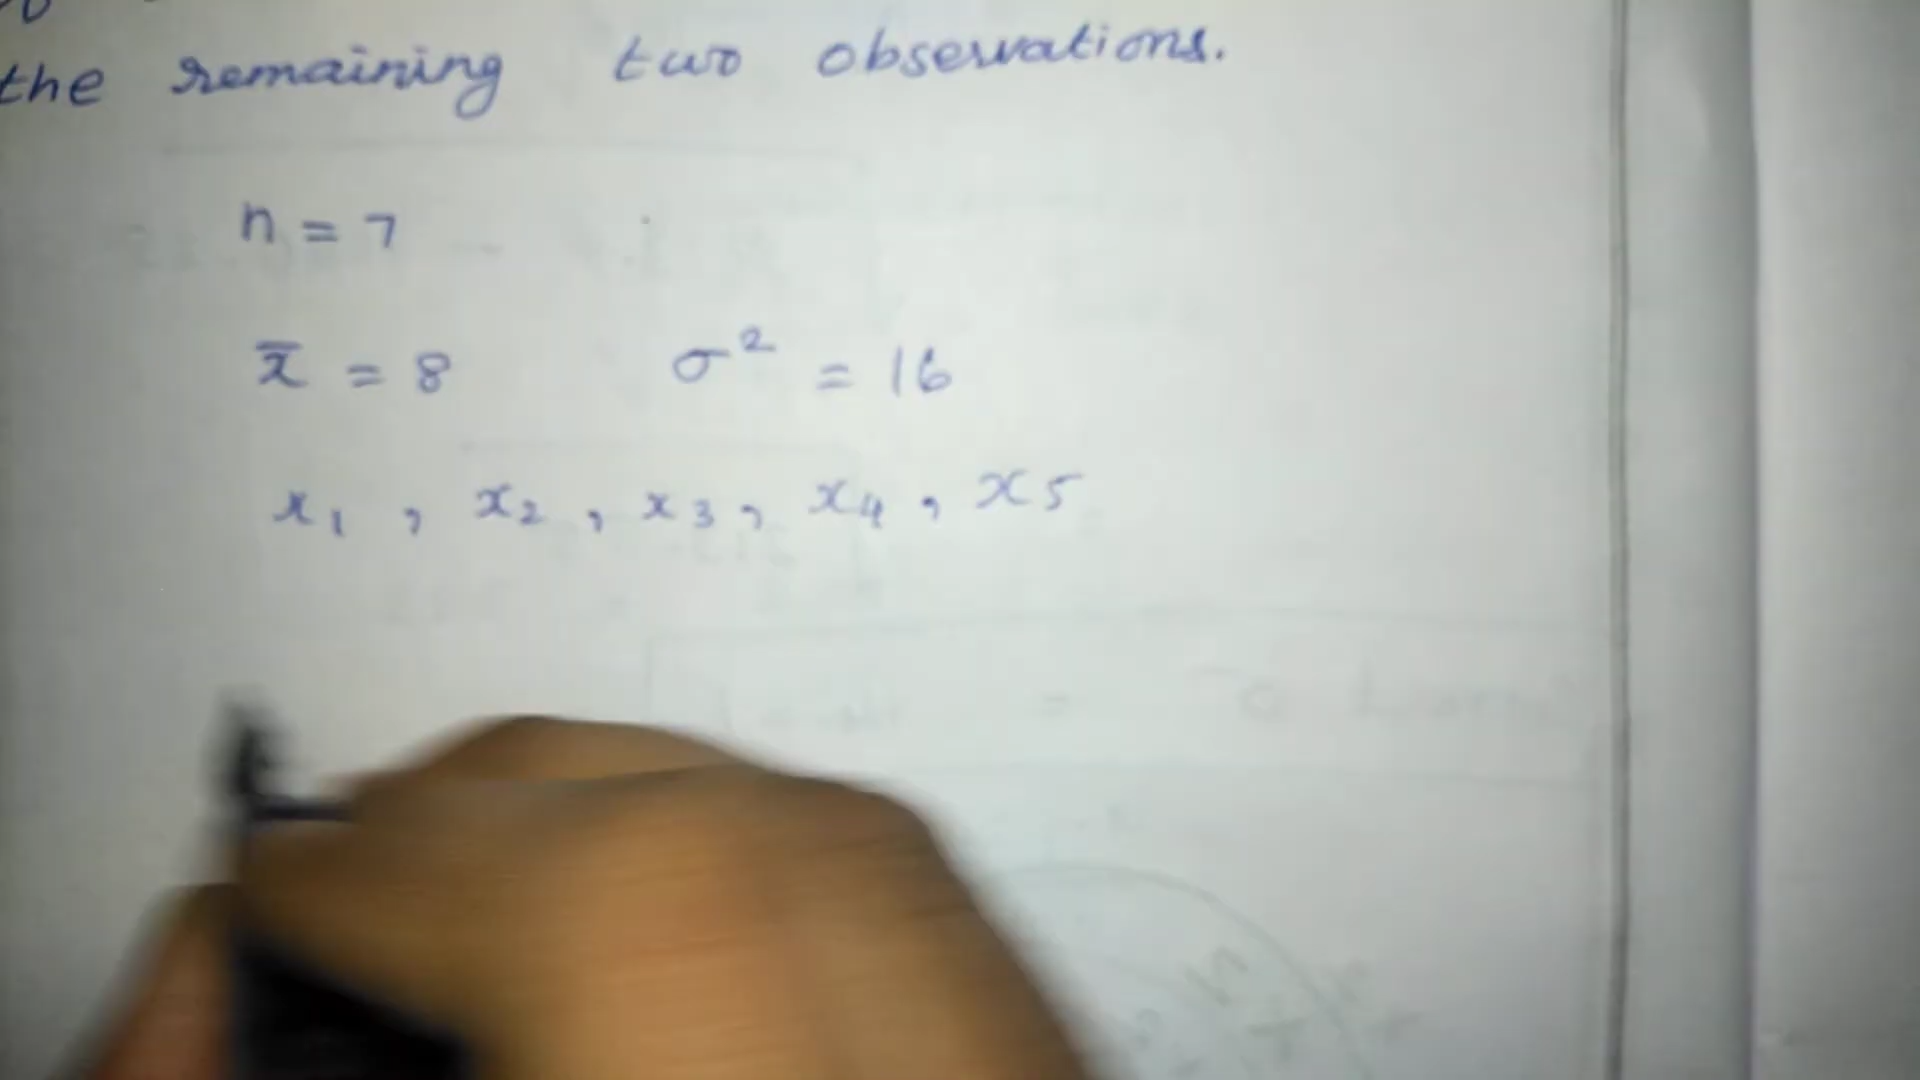 the remaining two observations.
n = 7
x̄ = 8 σ² = 16
x₁ , x₂ , x₃ , x₄ , x₅